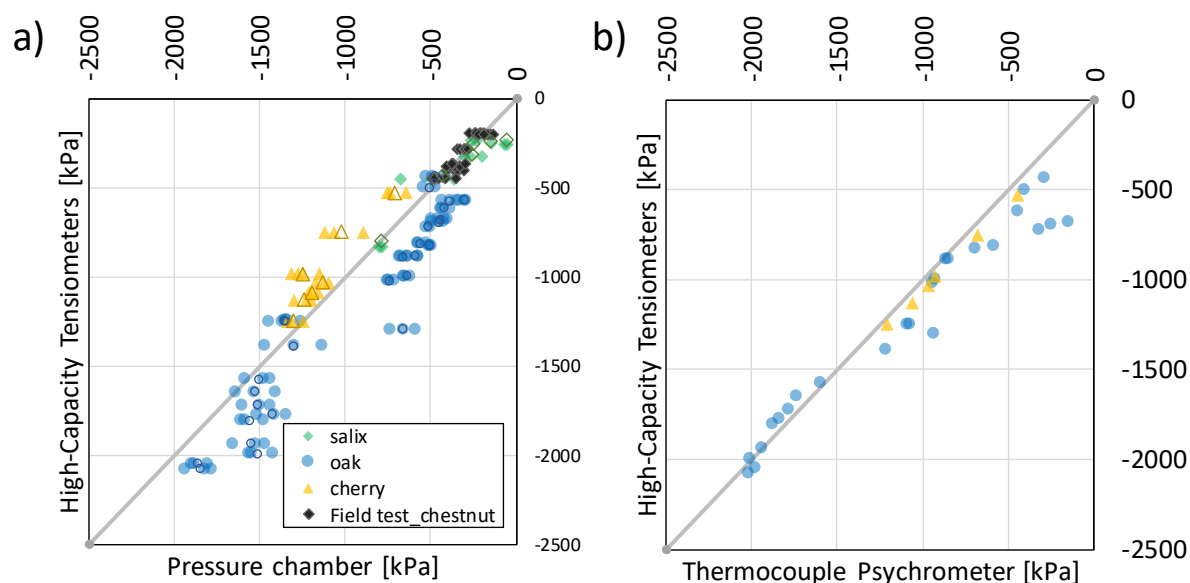 a)
-2500
-2000
-1500
-1000
-500
0
0
-500
-1000
-1500
-2000
-2500
High-Capacity Tensiometers [kPa]
Pressure chamber [kPa]
salix
oak
cherry
Field test_chestnut
b)
-2500
-2000
-1500
-1000
-500
0
0
-500
-1000
-1500
-2000
-2500
High-Capacity Tensiometers [kPa]
Thermocouple Psychrometer [kPa]